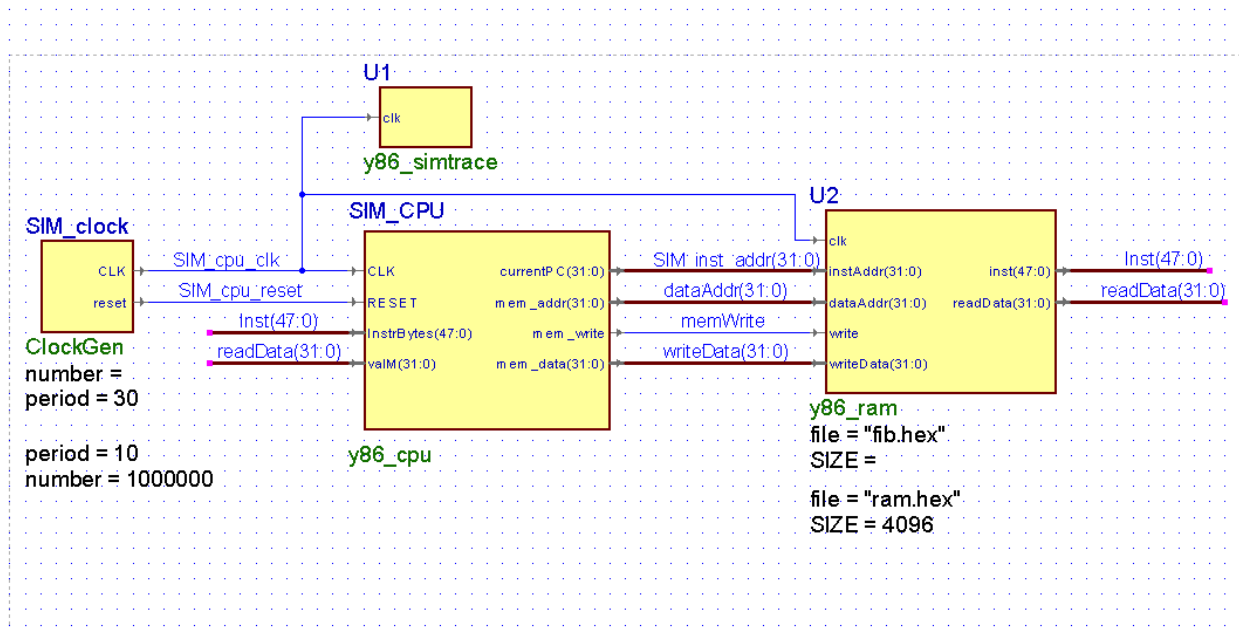 U1
clk
y86_simtrace
SIM_clock
CLK
reset
ClockGen
number =
period = 30
period = 10
number = 1000000
SIM_cpu_clk
SIM_cpu_reset
Inst(47:0)
readData(31:0)
SIM_CPU
CLK
RESET
InstrBytes(47:0)
valM(31:0)
currentPC(31:0)
mem_addr(31:0)
mem_write
mem_data(31:0)
y86_cpu
SIM_inst_addr(31:0)
dataAddr(31:0)
memWrite
writeData(31:0)
U2
clk
instAddr(31:0)
dataAddr(31:0)
write
writeData(31:0)
inst(47:0)
readData(31:0)
y86_ram
file = "fib.hex"
SIZE =
file = "ram.hex"
SIZE = 4096
Inst(47:0)
readData(31:0)